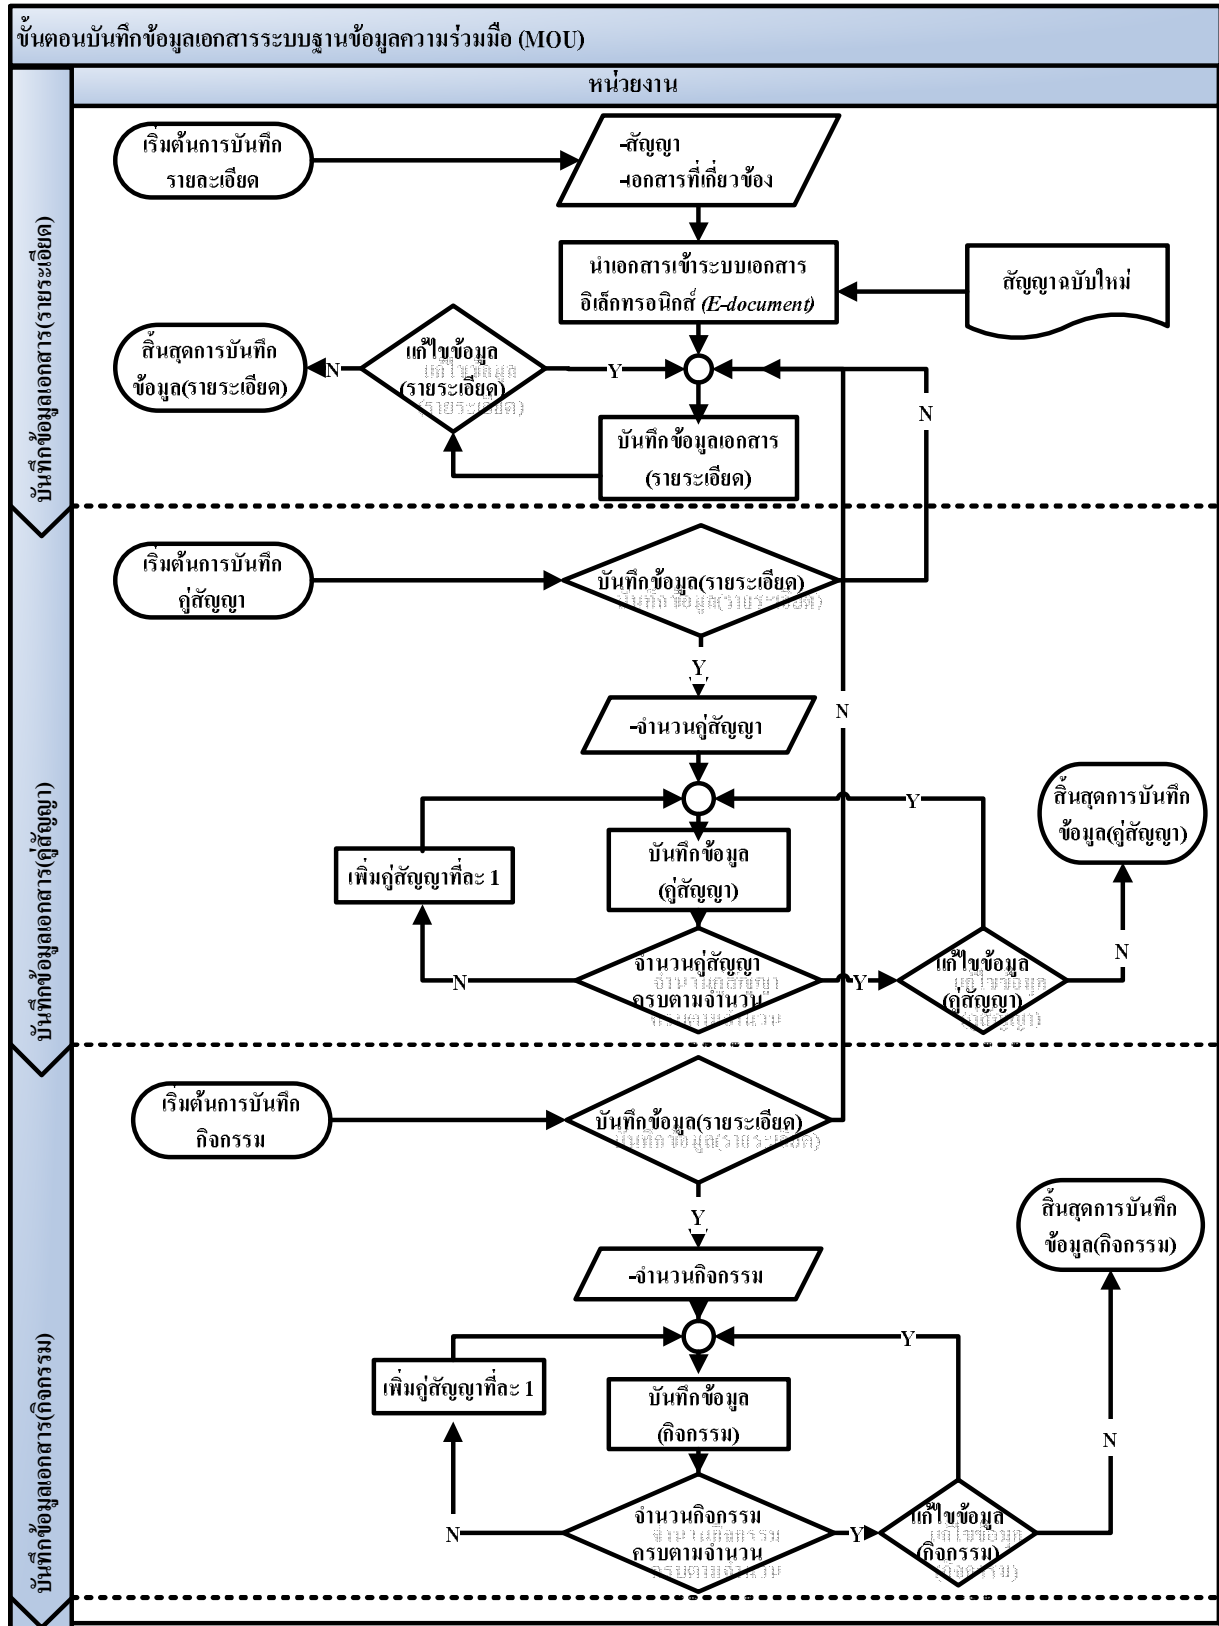 ขั้นตอนบันทึกข้อมูลเอกสารระบบฐานข้อมูลความร่วมมือ (MOU)
หน่วยงาน
บันทึกข้อมูลเอกสาร(รายระเอียด)
เริ่มต้นการบันทึก
รายละเอียด
-สัญญา
-เอกสารที่เกี่ยวข้อง
นำเอกสารเข้าระบบเอกสาร
อิเล็กทรอนิกส์ (E-document)
สัญญาฉบับใหม่
สิ้นสุดการบันทึก
ข้อมูล(รายระเอียด)
N
แก้ไขข้อมูล
(รายระเอียด)
Y
N
บันทึกข้อมูลเอกสาร
(รายระเอียด)
บันทึกข้อมูลเอกสาร(คู่สัญญา)
เริ่มต้นการบันทึก
คู่สัญญา
บันทึกข้อมูล(รายระเอียด)
Y
N
-จำนวนคู่สัญญา
Y
สิ้นสุดการบันทึก
ข้อมูล(คู่สัญญา)
เพิ่มคู่สัญญาที่ละ 1
บันทึกข้อมูล
(คู่สัญญา)
N
จำนวนคู่สัญญา
ครบตามจำนวน
Y
แก้ไขข้อมูล
(คู่สัญญา)
N
บันทึกข้อมูลเอกสาร(กิจกรรม)
เริ่มต้นการบันทึก
กิจกรรม
บันทึกข้อมูล(รายระเอียด)
Y
สิ้นสุดการบันทึก
ข้อมูล(กิจกรรม)
-จำนวนกิจกรรม
Y
เพิ่มคู่สัญญาที่ละ 1
บันทึกข้อมูล
(กิจกรรม)
N
N
จำนวนกิจกรรม
ครบตามจำนวน
Y
แก้ไขข้อมูล
(กิจกรรม)